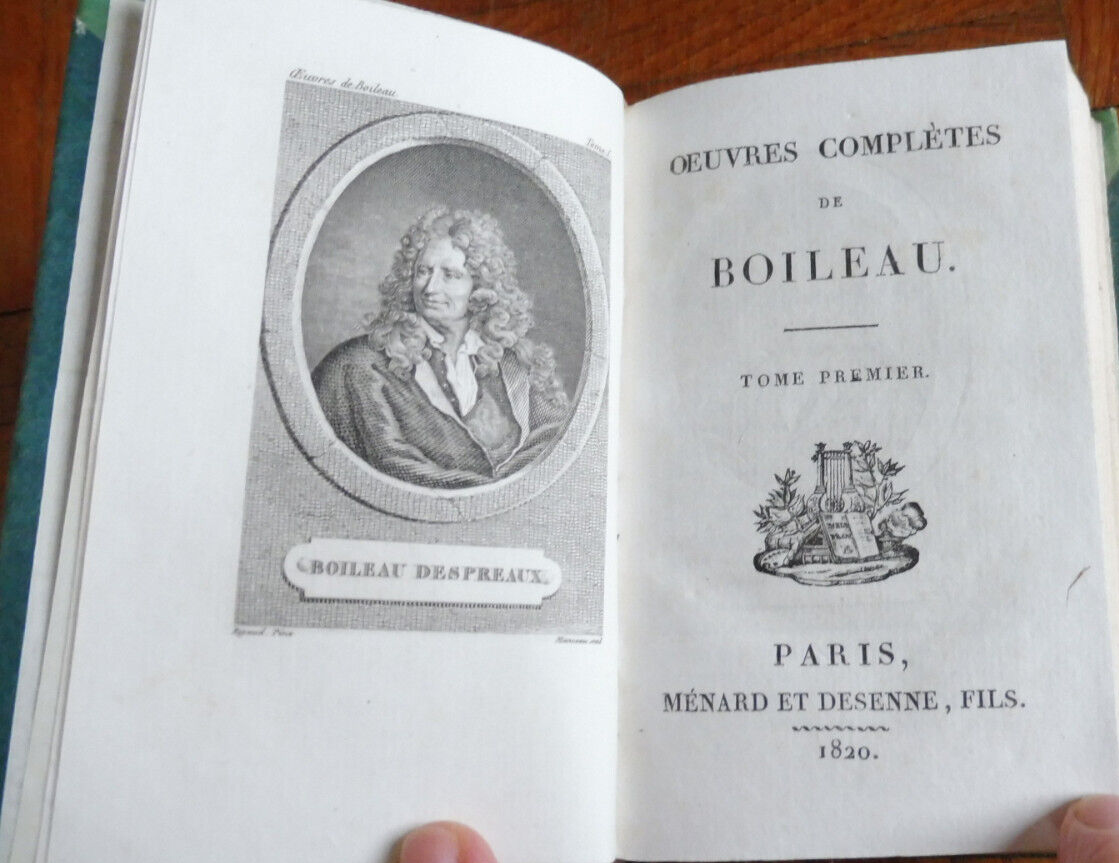 Œuvres de Boileau.
Tome I.
BOILEAU DESPREAUX.
OEUVRES COMPLÈTES
DE
BOILEAU.
TOME PREMIER.
PARIS,
MÉNARD ET DESENNE, FILS.
1820.